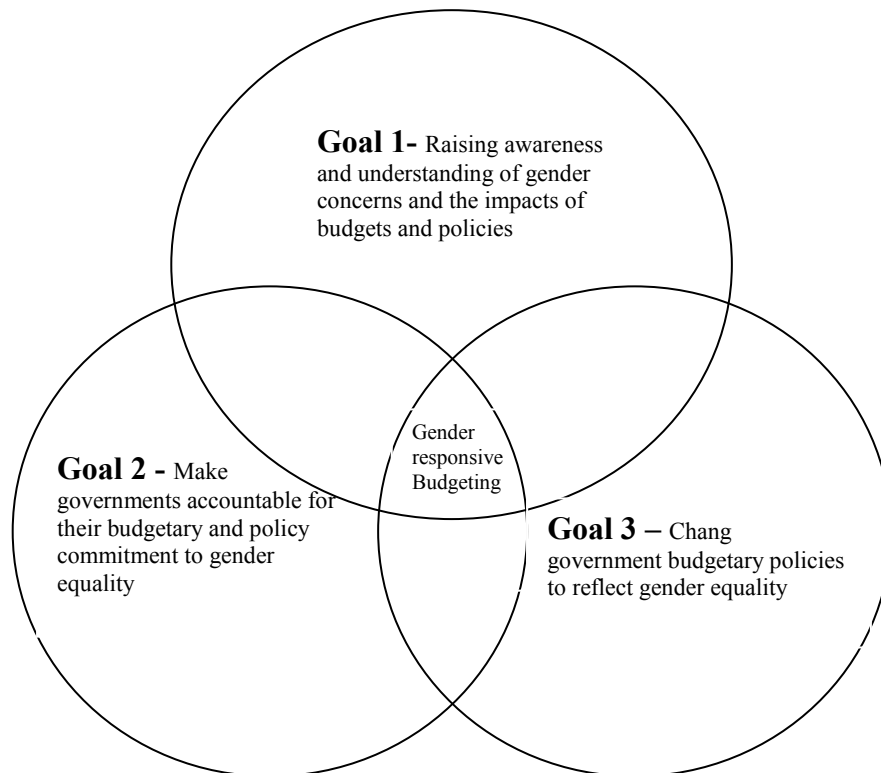 Goal 1- Raising awareness
and understanding of gender
concerns and the impacts of
budgets and policies
Gender
responsive
Budgeting
Goal 2 - Make
governments accountable for
their budgetary and policy
commitment to gender
equality
Goal 3 – Chang
government budgetary policies
to reflect gender equality